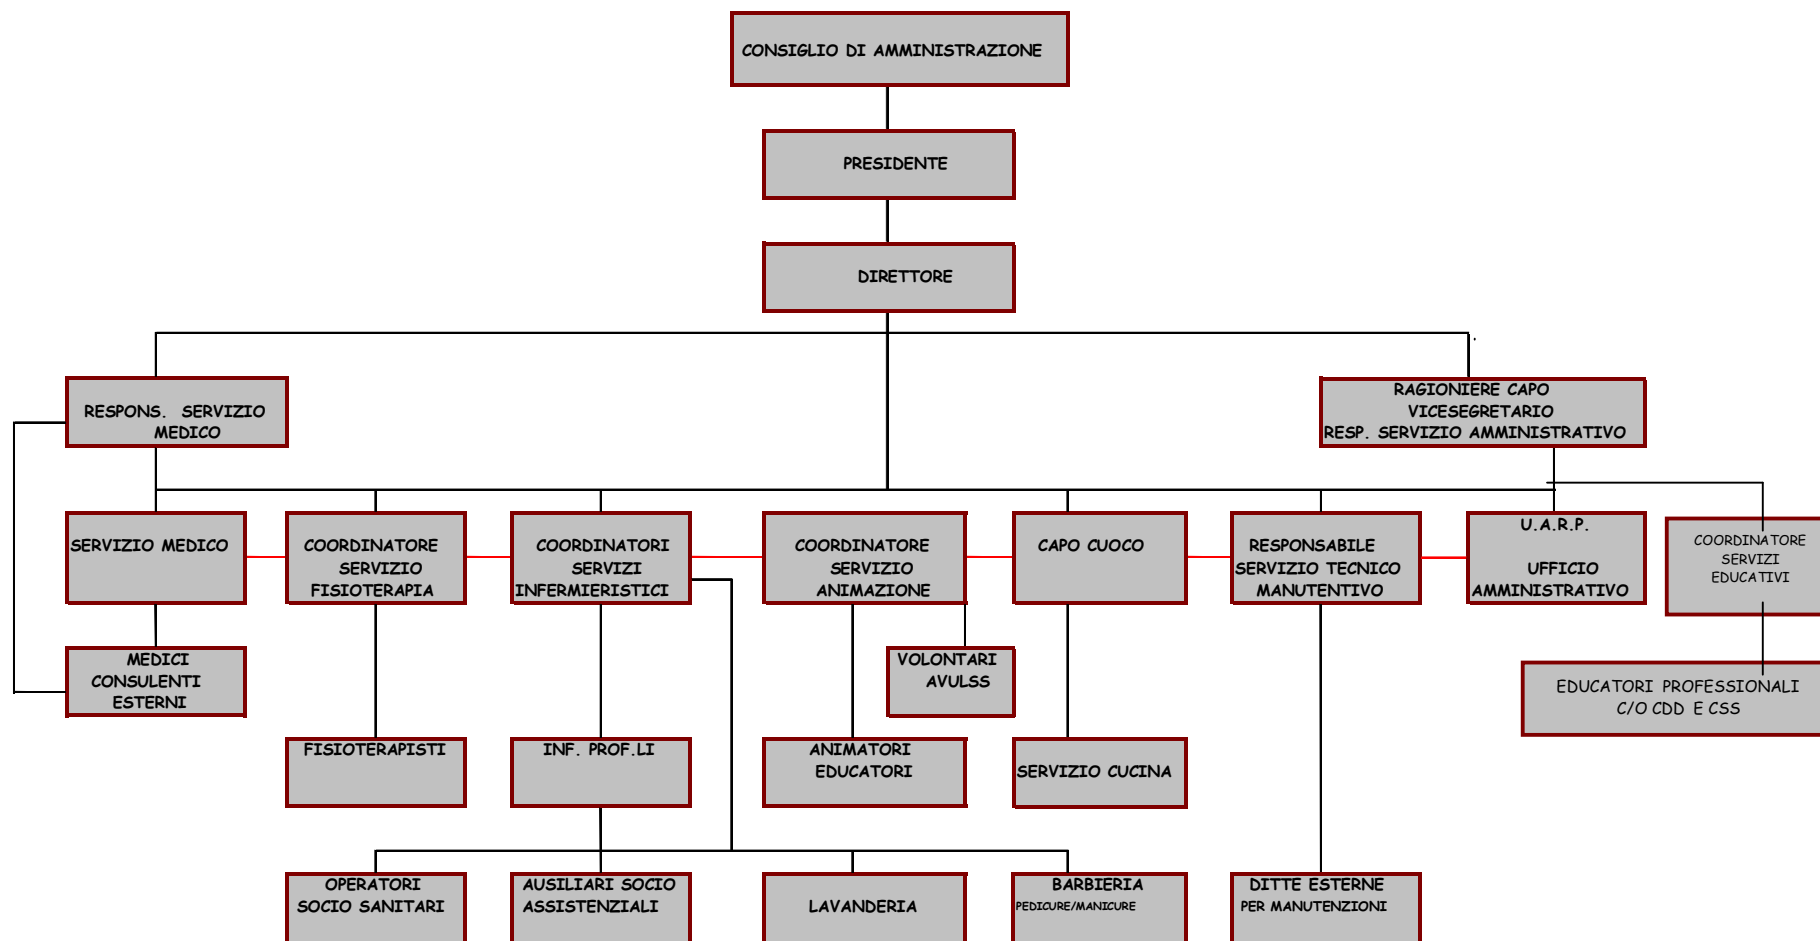 CONSIGLIO DI AMMINISTRAZIONE
PRESIDENTE
DIRETTORE
RESPONS. SERVIZIO
MEDICO
RAGIONIERE CAPO
VICESEGRETARIO
RESP. SERVIZIO AMMINISTRATIVO
SERVIZIO MEDICO
COORDINATORE
SERVIZIO
FISIOTERAPIA
COORDINATORI
SERVIZI
INFERMIERISTICI
COORDINATORE
SERVIZIO
ANIMAZIONE
CAPO CUOCO
RESPONSABILE
SERVIZIO TECNICO
MANUTENTIVO
U.A.R.P.
UFFICIO
AMMINISTRATIVO
COORDINATORE
SERVIZI
EDUCATIVI
MEDICI
CONSULENTI
ESTERNI
VOLONTARI
AVULSS
EDUCATORI PROFESSIONALI
C/O CDD E CSS
FISIOTERAPISTI
INF. PROF.LI
ANIMATORI
EDUCATORI
SERVIZIO CUCINA
OPERATORI
SOCIO SANITARI
AUSILIARI SOCIO
ASSISTENZIALI
LAVANDERIA
BARBIERIA
PEDICURE/MANICURE
DITTE ESTERNE
PER MANUTENZIONI